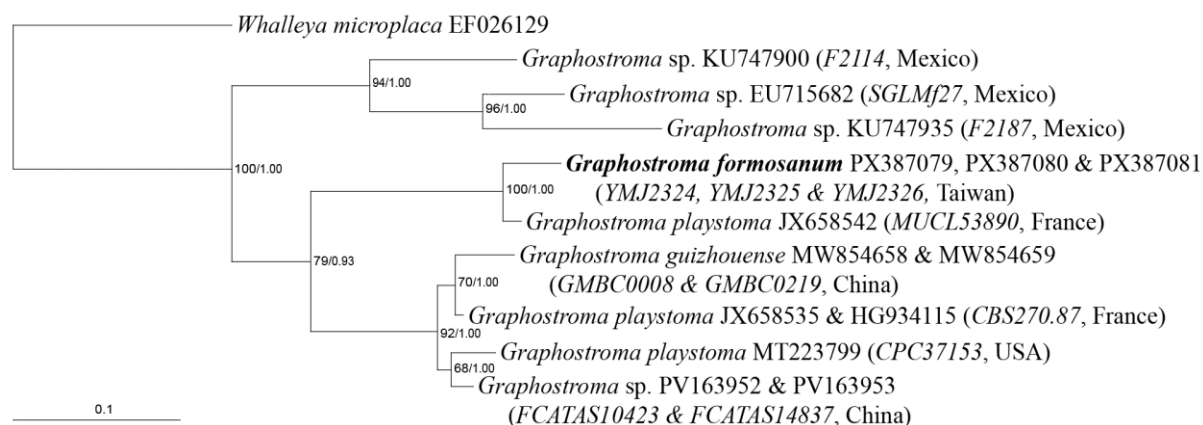 Whalleya microplaca EF026129
Graphostroma sp. KU747900 (F2114, Mexico)
94/1.00
Graphostroma sp. EU715682 (SGLMf27, Mexico)
96/1.00
Graphostroma sp. KU747935 (F2187, Mexico)
100/1.00
Graphostroma formosanum PX387079, PX387080 & PX387081
(YMJ2324, YMJ2325 & YMJ2326, Taiwan)
100/1.00
Graphostroma playstoma JX658542 (MUCL53890, France)
79/0.93
Graphostroma guizhouense MW854658 & MW854659
(GMBC0008 & GMBC0219, China)
70/1.00
Graphostroma playstoma JX658535 & HG934115 (CBS270.87, France)
92/1.00
Graphostroma playstoma MT223799 (CPC37153, USA)
68/1.00
Graphostroma sp. PV163952 & PV163953
(FCATAS10423 & FCATAS14837, China)
0.1